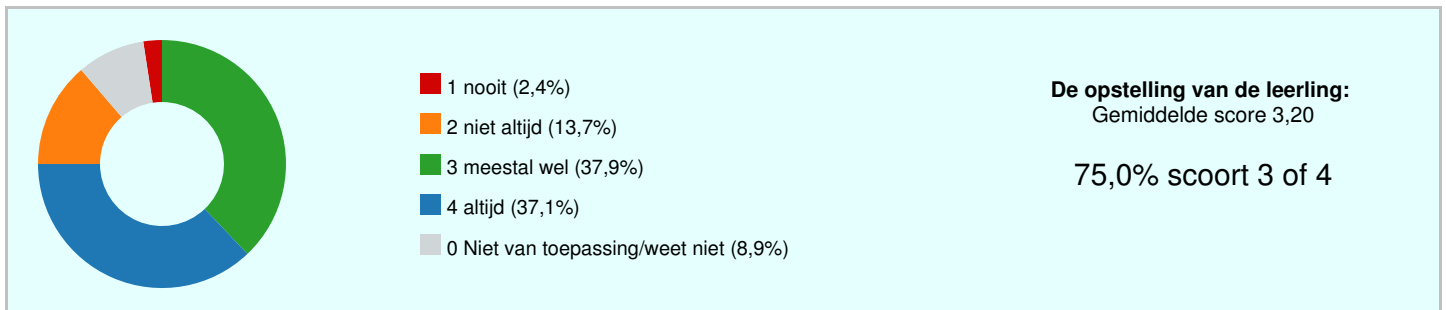 1 nooit (2,4%)
2 niet altijd (13,7%)
3 meestal wel (37,9%)
4 altijd (37,1%)
0 Niet van toepassing/weet niet (8,9%)
De opstelling van de leerling:
Gemiddelde score 3,20
75,0% scoort 3 of 4